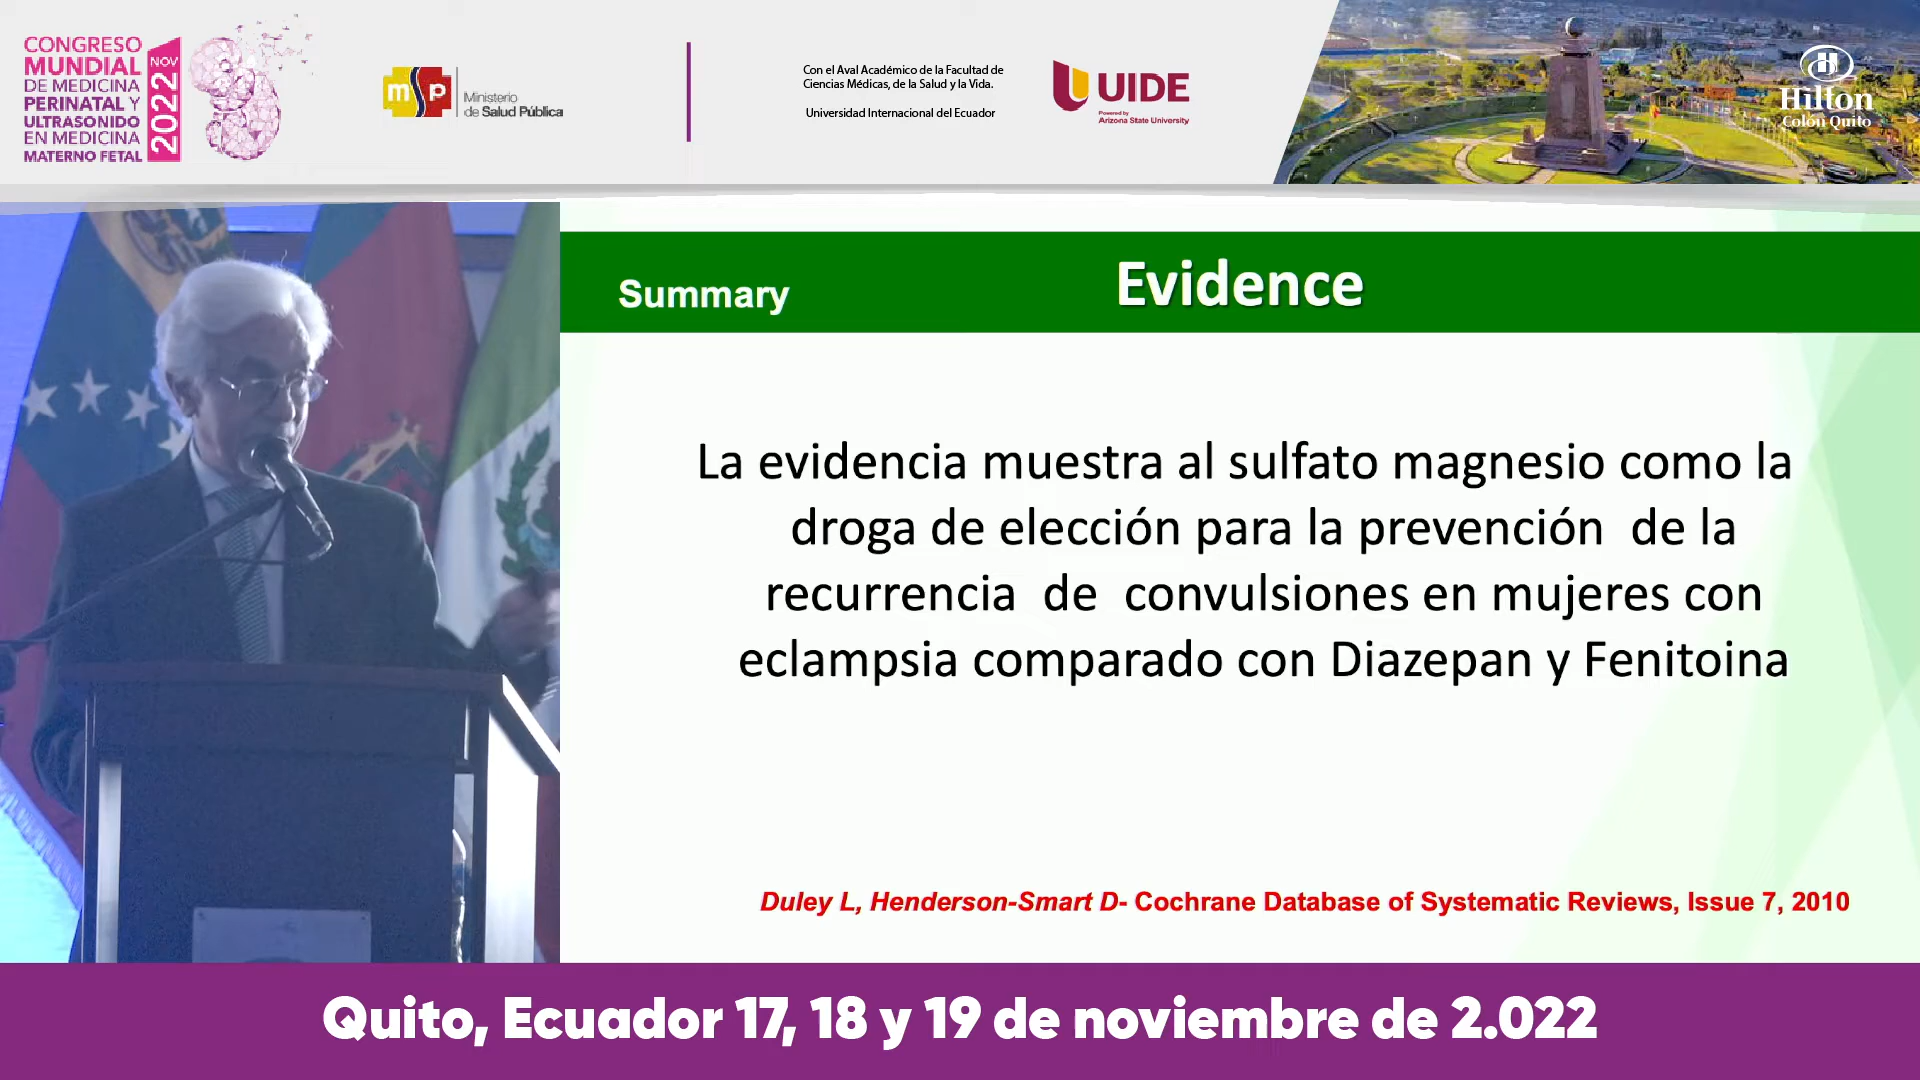 CONGRESO
MUNDIAL
DE MEDICINA
PERINATAL Y
ULTRASONIDO
EN MEDICINA
MATERNO FETAL
NOV
2022
msp
Ministerio
de Salud Pública
Con el Aval Académico de la Facultad de
Ciencias Médicas, de la Salud y la Vida.
Universidad Internacional del Ecuador
UIDE
Powered by
Arizona State University
Hilton
Colón Quito
Summary
Evidence
La evidencia muestra al sulfato magnesio como la
droga de elección para la prevención de la
recurrencia de convulsiones en mujeres con
eclampsia comparado con Diazepan y Fenitoina
Duley L, Henderson-Smart D- Cochrane Database of Systematic Reviews, Issue 7, 2010
Quito, Ecuador 17, 18 y 19 de noviembre de 2.022